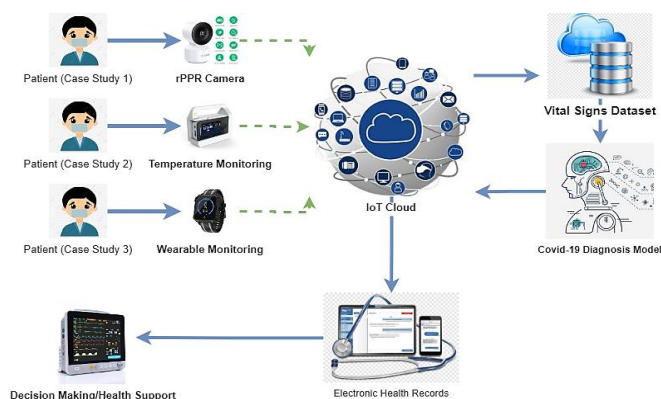 Patient (Case Study 1)
rPPR Camera
Patient (Case Study 2)
Temperature Monitoring
Patient (Case Study 3)
Wearable Monitoring
IoT Cloud
Vital Signs Dataset
Covid-19 Diagnosis Model
Electronic Health Records
Decision Making/Health Support